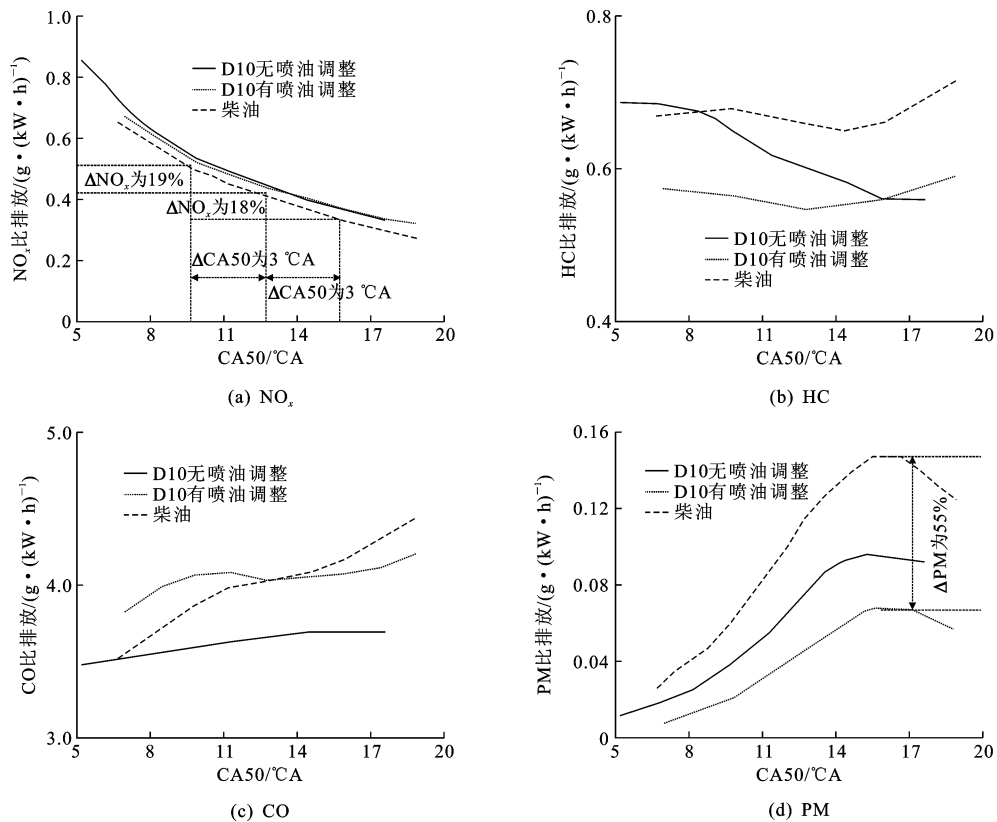 NOₓ比排放/(g•(kW•h)⁻¹)
1.0
0.8
0.6
0.4
0.2
0
D10无喷油调整
D10有喷油调整
柴油
ΔNOₓ为19%
ΔNOₓ为18%
ΔCA50为3 ℃A
ΔCA50为3 ℃A
5 8 11 14 17 20
CA50/℃A
(a) NOₓ
HC比排放/(g•(kW•h)⁻¹)
0.8
0.6
0.4
D10无喷油调整
D10有喷油调整
柴油
5 8 11 14 17 20
CA50/℃A
(b) HC
CO比排放/(g•(kW•h)⁻¹)
5.0
4.0
3.0
D10无喷油调整
D10有喷油调整
柴油
5 8 11 14 17 20
CA50/℃A
(c) CO
PM比排放/(g•(kW•h)⁻¹)
0.16
0.12
0.08
0.04
0
D10无喷油调整
D10有喷油调整
柴油
ΔPM为55%
5 8 11 14 17 20
CA50/℃A
(d) PM